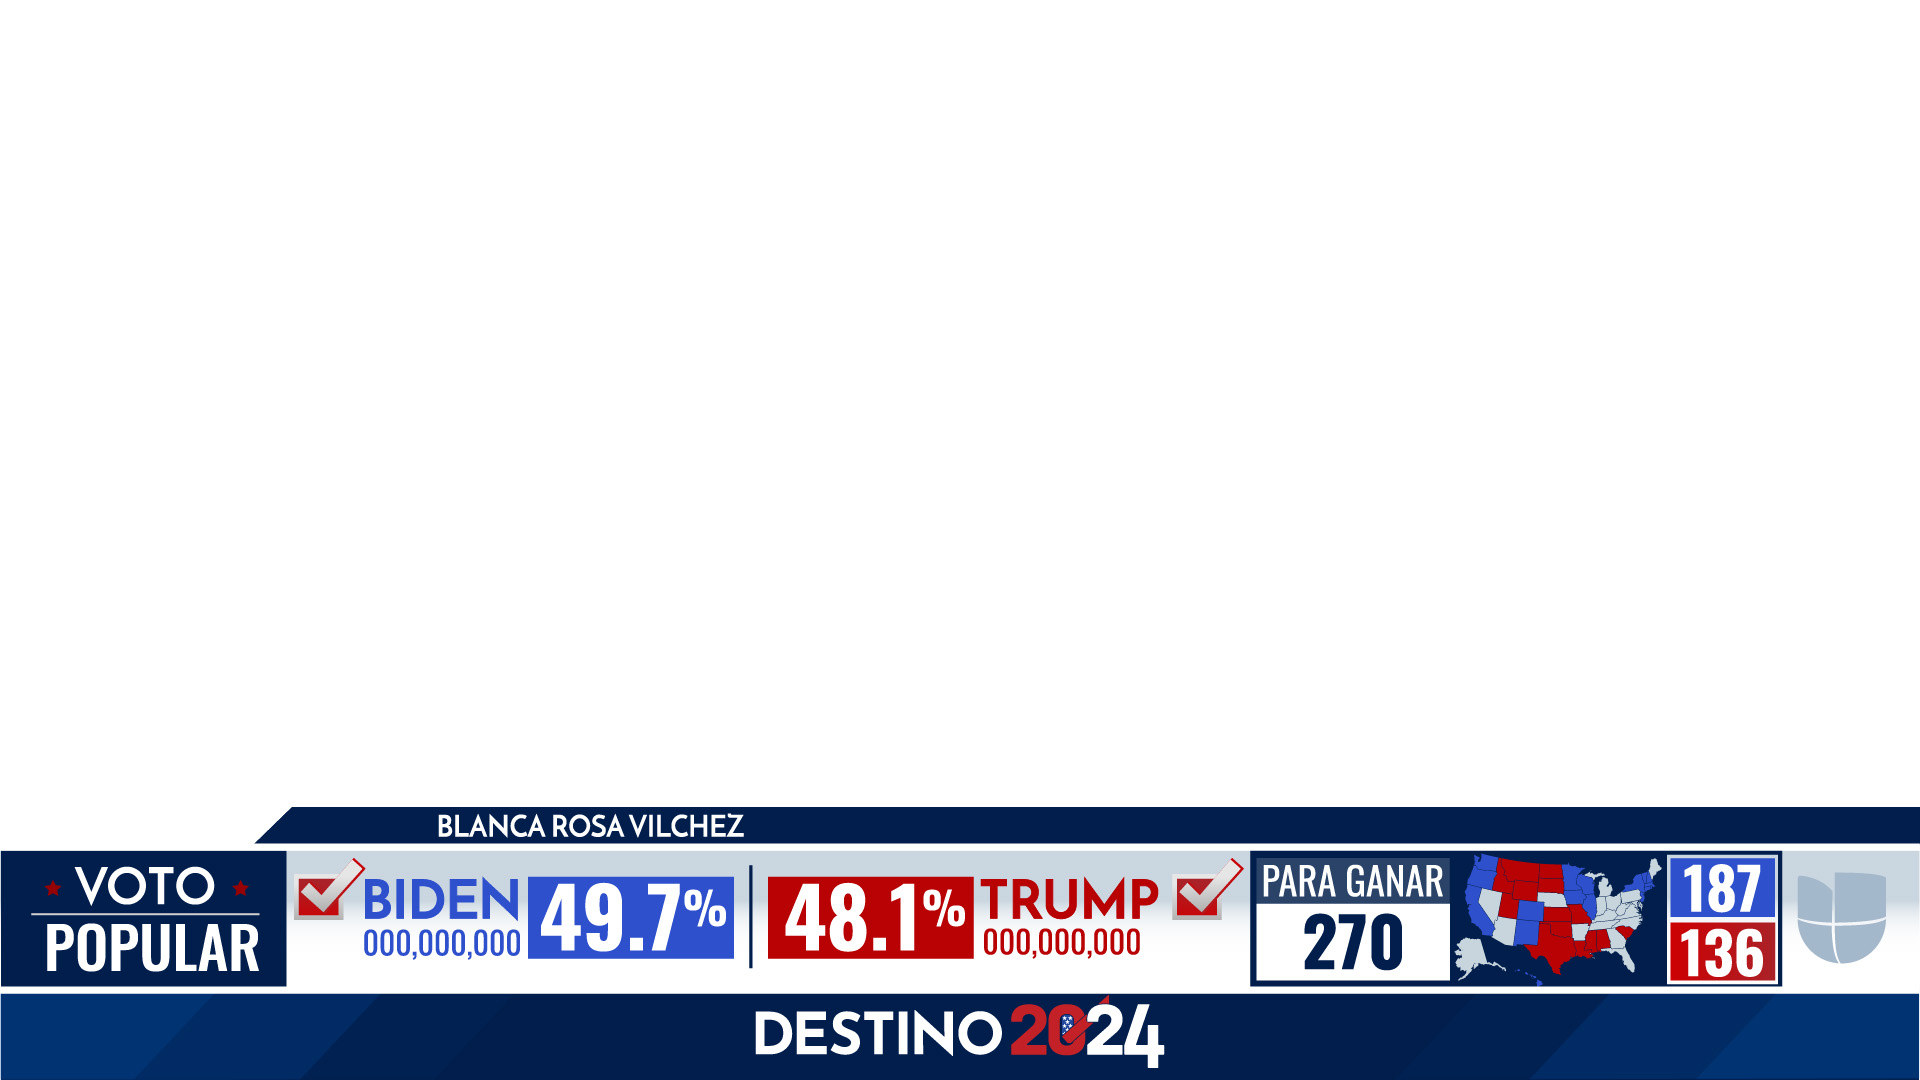 BLANCA ROSA VILCHEZ
VOTO
POPULAR
BIDEN
000,000,000
49.7%
48.1%
TRUMP
000,000,000
PARA GANAR
270
187
136
DESTINO 2024